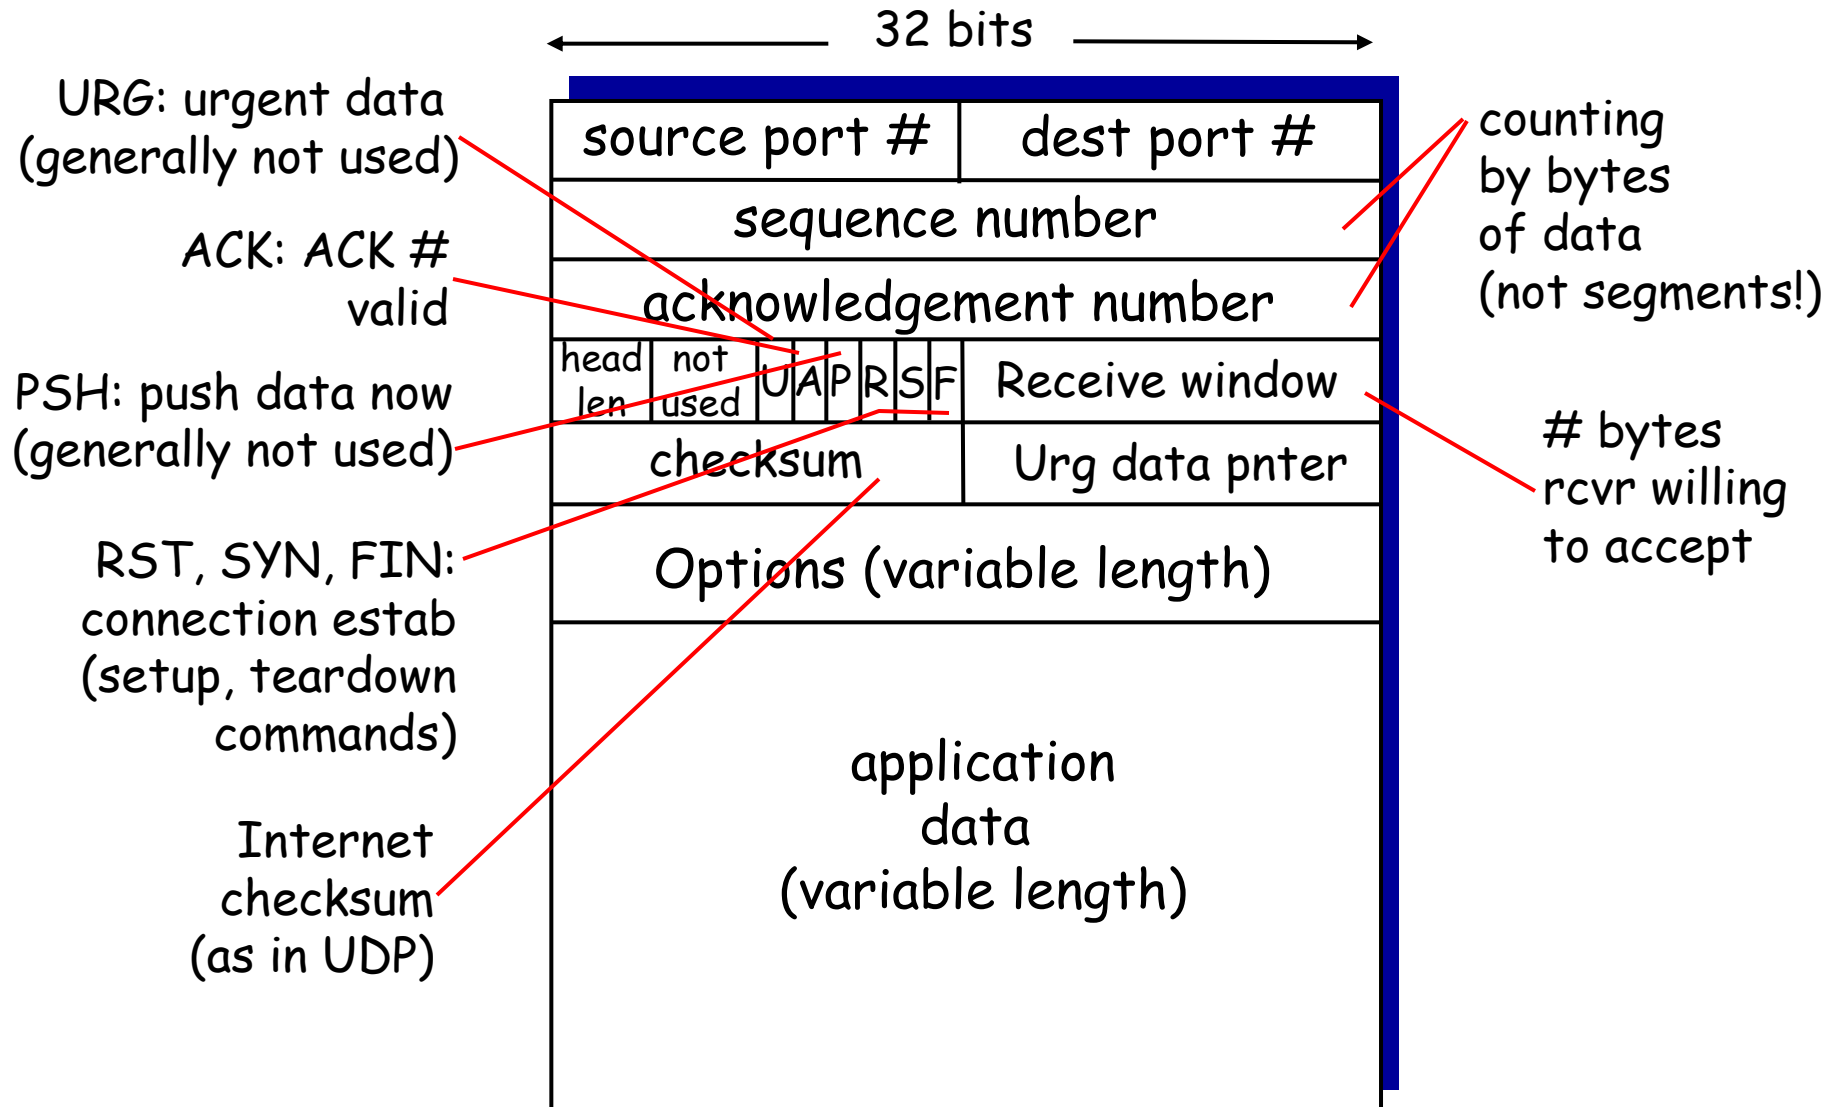 32 bits
URG: urgent data
(generally not used)
ACK: ACK #
valid
PSH: push data now
(generally not used)
RST, SYN, FIN:
connection estab
(setup, teardown
commands)
Internet
checksum
(as in UDP)
source port #
dest port #
sequence number
acknowledgement number
head
len
not
used
U
A
P
R
S
F
Receive window
checksum
Urg data pnter
Options (variable length)
application
data
(variable length)
counting
by bytes
of data
(not segments!)
# bytes
rcvr willing
to accept